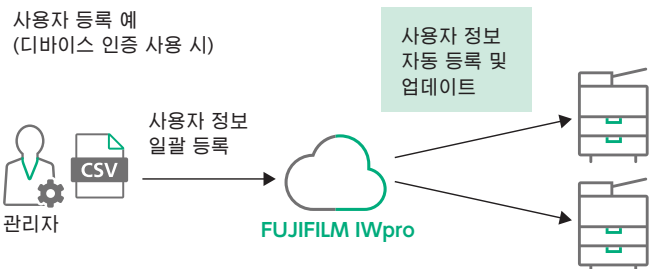 사용자 등록 예
(디바이스 인증 사용 시)
사용자 정보
자동 등록 및
업데이트
사용자 정보
일괄 등록
CSV
관리자
FUJIFILM IWpro